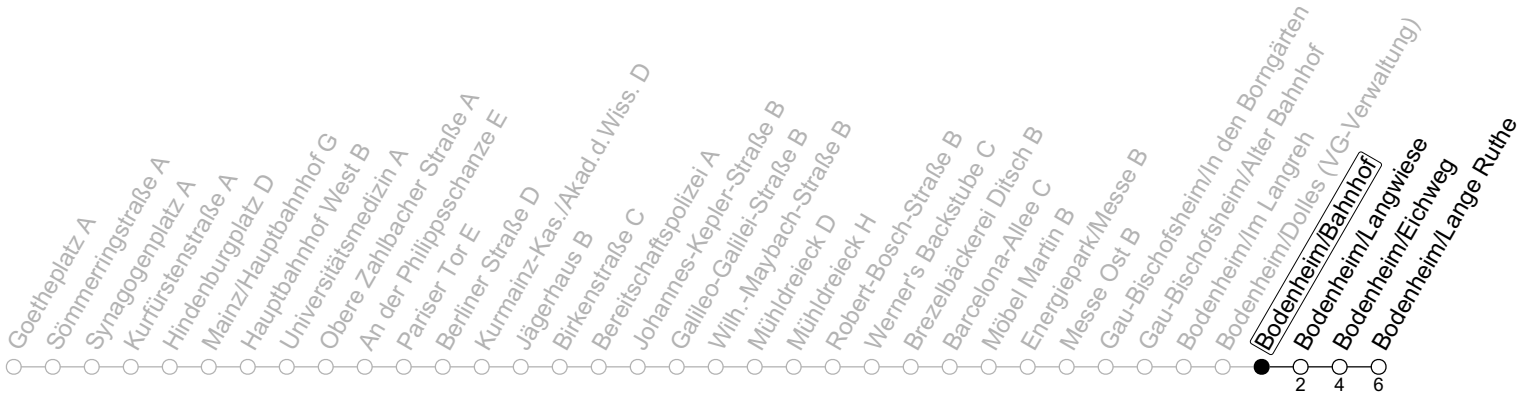 Goetheplatz A
Sömmerringstraße A
Synagogenplatz A
Kurfürstenstraße A
Hindenburgplatz D
Mainz/Hauptbahnhof G
Hauptbahnhof West B
Universitätsmedizin A
Obere Zahlbacher Straße A
An der Philippsschanze E
Pariser Tor E
Berliner Straße D
Kurmainz-Kas./Akad.d.Wiss. D
Jägerhaus B
Birkenstraße C
Bereitschaftspolizei A
Johannes-Kepler-Straße B
Galileo-Galilei-Straße B
Wilh.-Maybach-Straße B
Mühldreieck D
Mühldreieck H
Robert-Bosch-Straße B
Werner's Backstube C
Brezelbäckerei Ditsch B
Barcelona-Allee C
Möbel Martin B
Energiepark/Messe B
Messe Ost B
Gau-Bischofsheim/In den Borngärten
Gau-Bischofsheim/Alter Bahnhof
Bodenheim/Im Langreh
Bodenheim/Dolles (VG-Verwaltung)
Bodenheim/Bahnhof
Bodenheim/Langwiese
Bodenheim/Eichweg
Bodenheim/Lange Ruthe
2 4 6